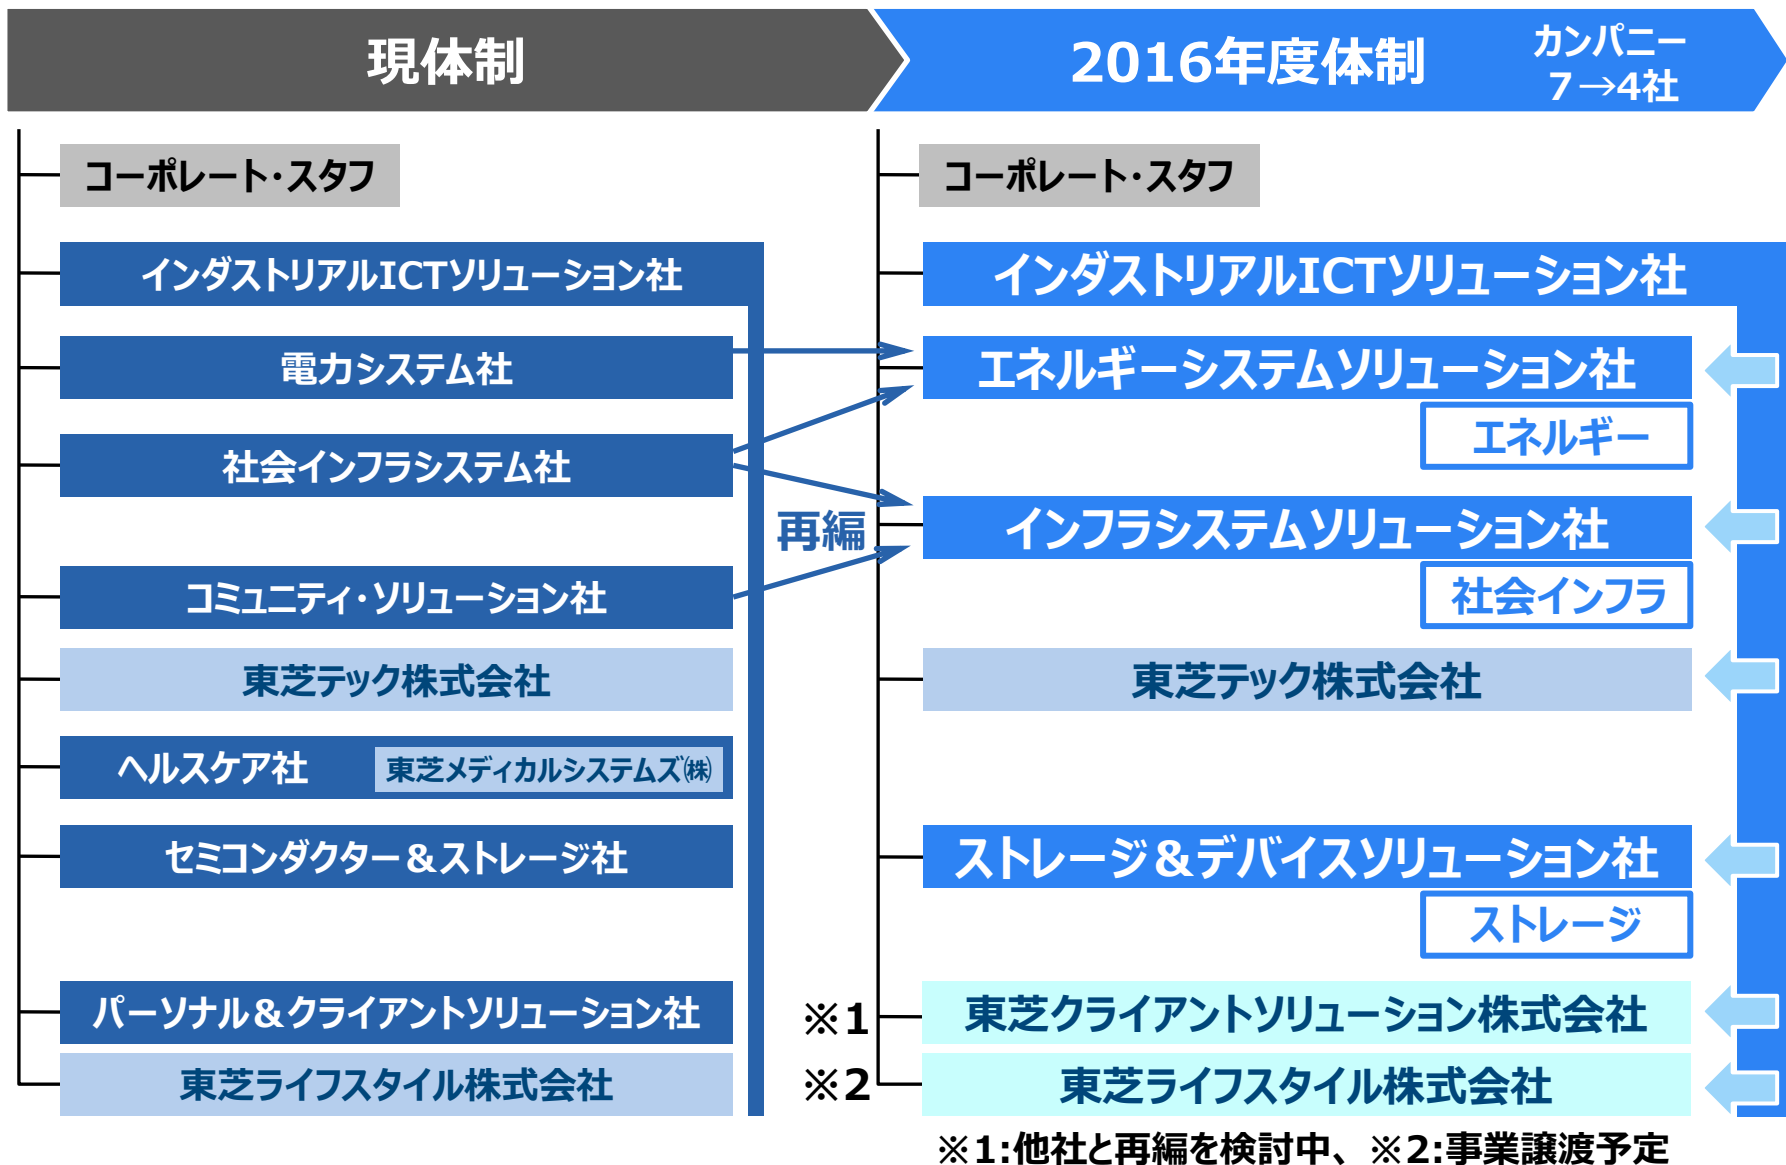 現体制
2016年度体制
カンパニー
7→4社
コーポレート・スタフ
インダストリアルICTソリューション社
電力システム社
社会インフラシステム社
コミュニティ・ソリューション社
東芝テック株式会社
ヘルスケア社
東芝メディカルシステムズ㈱
セミコンダクター＆ストレージ社
パーソナル＆クライアントソリューション社
東芝ライフスタイル株式会社
再編
コーポレート・スタフ
インダストリアルICTソリューション社
エネルギーシステムソリューション社
エネルギー
インフラシステムソリューション社
社会インフラ
東芝テック株式会社
ストレージ＆デバイスソリューション社
ストレージ
※1
東芝クライアントソリューション株式会社
※2
東芝ライフスタイル株式会社
※1:他社と再編を検討中、※2:事業譲渡予定